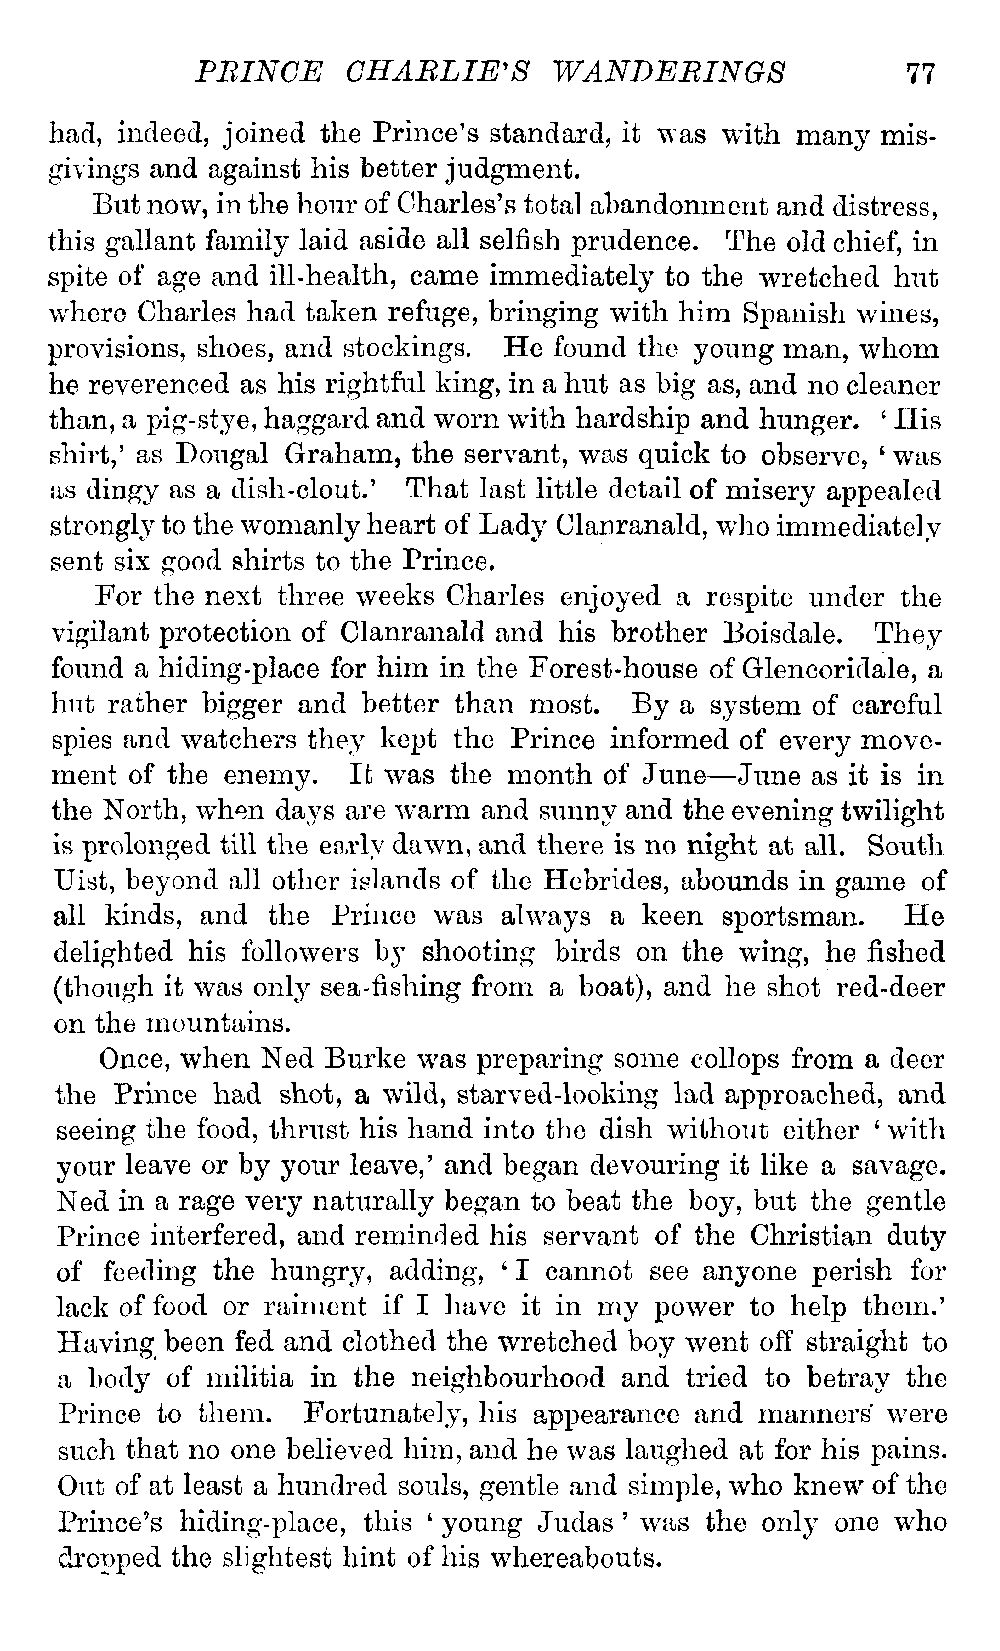 PRINCE CHARLIE'S WANDERINGS 77
had, indeed, joined the Prince's standard, it was with many mis-
givings and against his better judgment.
But now, in the hour of Charles's total abandonment and distress,
this gallant family laid aside all selfish prudence. The old chief, in
spite of age and ill-health, came immediately to the wretched hut
where Charles had taken refuge, bringing with him Spanish wines,
provisions, shoes, and stockings. He found the young man, whom
he reverenced as his rightful king, in a hut as big as, and no cleaner
than, a pig-stye, haggard and worn with hardship and hunger. 'His
shirt,' as Dougal Graham, the servant, was quick to observe, 'was
as dingy as a dish-clout.' That last little detail of misery appealed
strongly to the womanly heart of Lady Clanranald, who immediately
sent six good shirts to the Prince.
For the next three weeks Charles enjoyed a respite under the
vigilant protection of Clanranald and his brother Boisdale. They
found a hiding-place for him in the Forest-house of Glencoridale, a
hut rather bigger and better than most. By a system of careful
spies and watchers they kept the Prince informed of every move-
ment of the enemy. It was the month of June—June as it is in
the North, when days are warm and sunny and the evening twilight
is prolonged till the early dawn, and there is no night at all. South
Uist, beyond all other islands of the Hebrides, abounds in game of
all kinds, and the Prince was always a keen sportsman. He
delighted his followers by shooting birds on the wing, he fished
(though it was only sea-fishing from a boat), and he shot red-deer
on the mountains.
Once, when Ned Burke was preparing some collops from a deer
the Prince had shot, a wild, starved-looking lad approached, and
seeing the food, thrust his hand into the dish without either 'with
your leave or by your leave,' and began devouring it like a savage.
Ned in a rage very naturally began to beat the boy, but the gentle
Prince interfered, and reminded his servant of the Christian duty
of feeding the hungry, adding, 'I cannot see anyone perish for
lack of food or raiment if I have it in my power to help them.'
Having been fed and clothed the wretched boy went off straight to
a body of militia in the neighbourhood and tried to betray the
Prince to them. Fortunately, his appearance and manners were
such that no one believed him, and he was laughed at for his pains.
Out of at least a hundred souls, gentle and simple, who knew of the
Prince's hiding-place, this 'young Judas' was the only one who
dropped the slightest hint of his whereabouts.